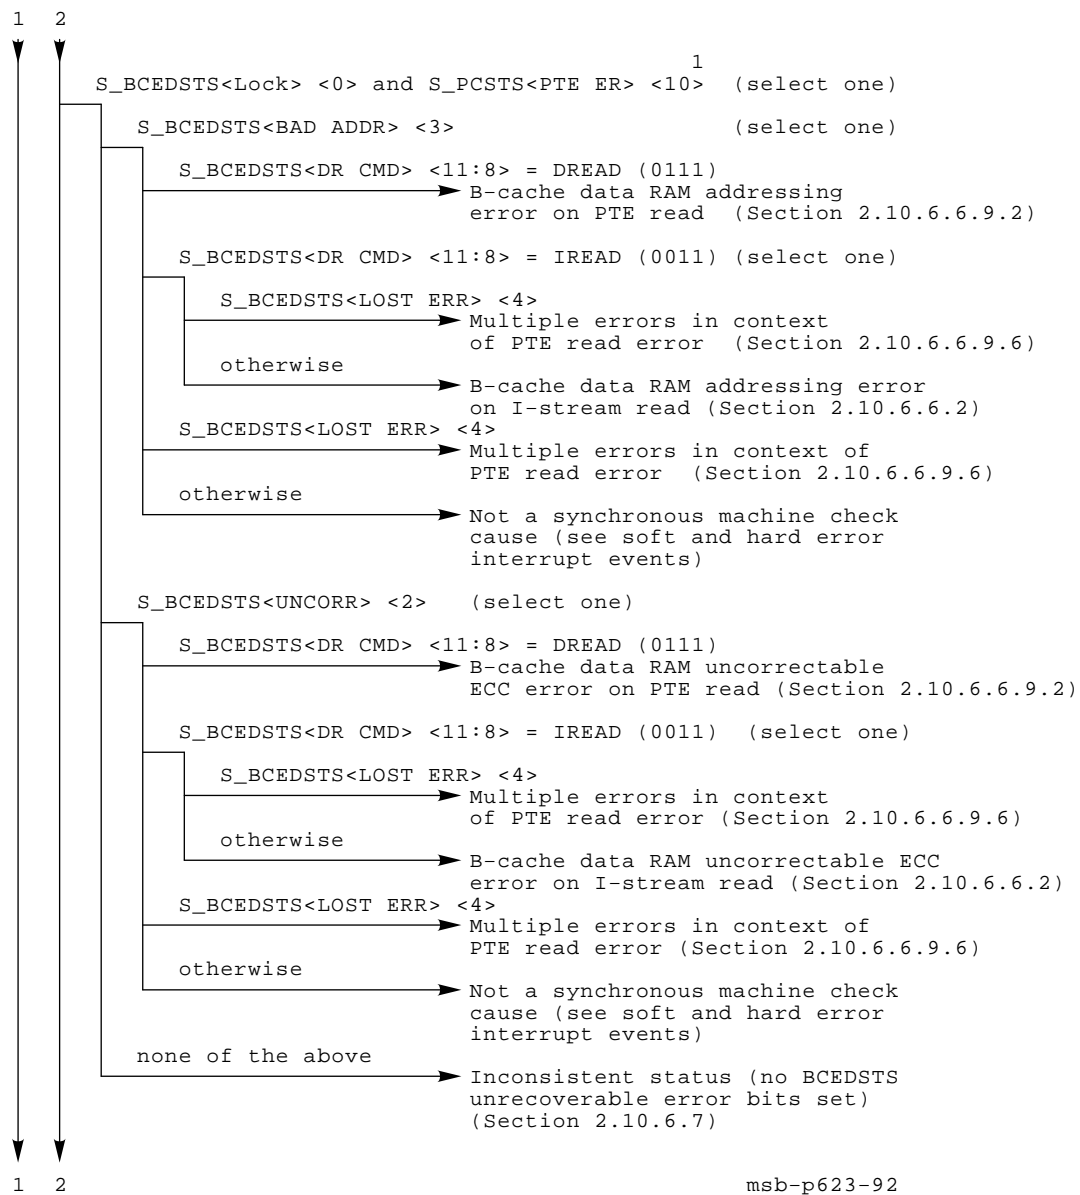 1 2
1
S_BCEDSTS<Lock> <0> and S_PCSTS<PTE ER> <10> (select one)
S_BCEDSTS<BAD ADDR> <3> (select one)
S_BCEDSTS<DR CMD> <11:8> = DREAD (0111)
B-cache data RAM addressing
error on PTE read (Section 2.10.6.6.9.2)
S_BCEDSTS<DR CMD> <11:8> = IREAD (0011) (select one)
S_BCEDSTS<LOST ERR> <4>
Multiple errors in context
of PTE read error (Section 2.10.6.6.9.6)
otherwise
B-cache data RAM addressing error
on I-stream read (Section 2.10.6.6.2)
S_BCEDSTS<LOST ERR> <4>
Multiple errors in context of
PTE read error (Section 2.10.6.6.9.6)
otherwise
Not a synchronous machine check
cause (see soft and hard error
interrupt events)
S_BCEDSTS<UNCORR> <2> (select one)
S_BCEDSTS<DR CMD> <11:8> = DREAD (0111)
B-cache data RAM uncorrectable
ECC error on PTE read (Section 2.10.6.6.9.2)
S_BCEDSTS<DR CMD> <11:8> = IREAD (0011) (select one)
S_BCEDSTS<LOST ERR> <4>
Multiple errors in context
of PTE read error (Section 2.10.6.6.9.6)
otherwise
B-cache data RAM uncorrectable ECC
error on I-stream read (Section 2.10.6.6.2)
S_BCEDSTS<LOST ERR> <4>
Multiple errors in context of
PTE read error (Section 2.10.6.6.9.6)
otherwise
Not a synchronous machine check
cause (see soft and hard error
interrupt events)
none of the above
Inconsistent status (no BCEDSTS
unrecoverable error bits set)
(Section 2.10.6.7)
1 2 msb-p623-92